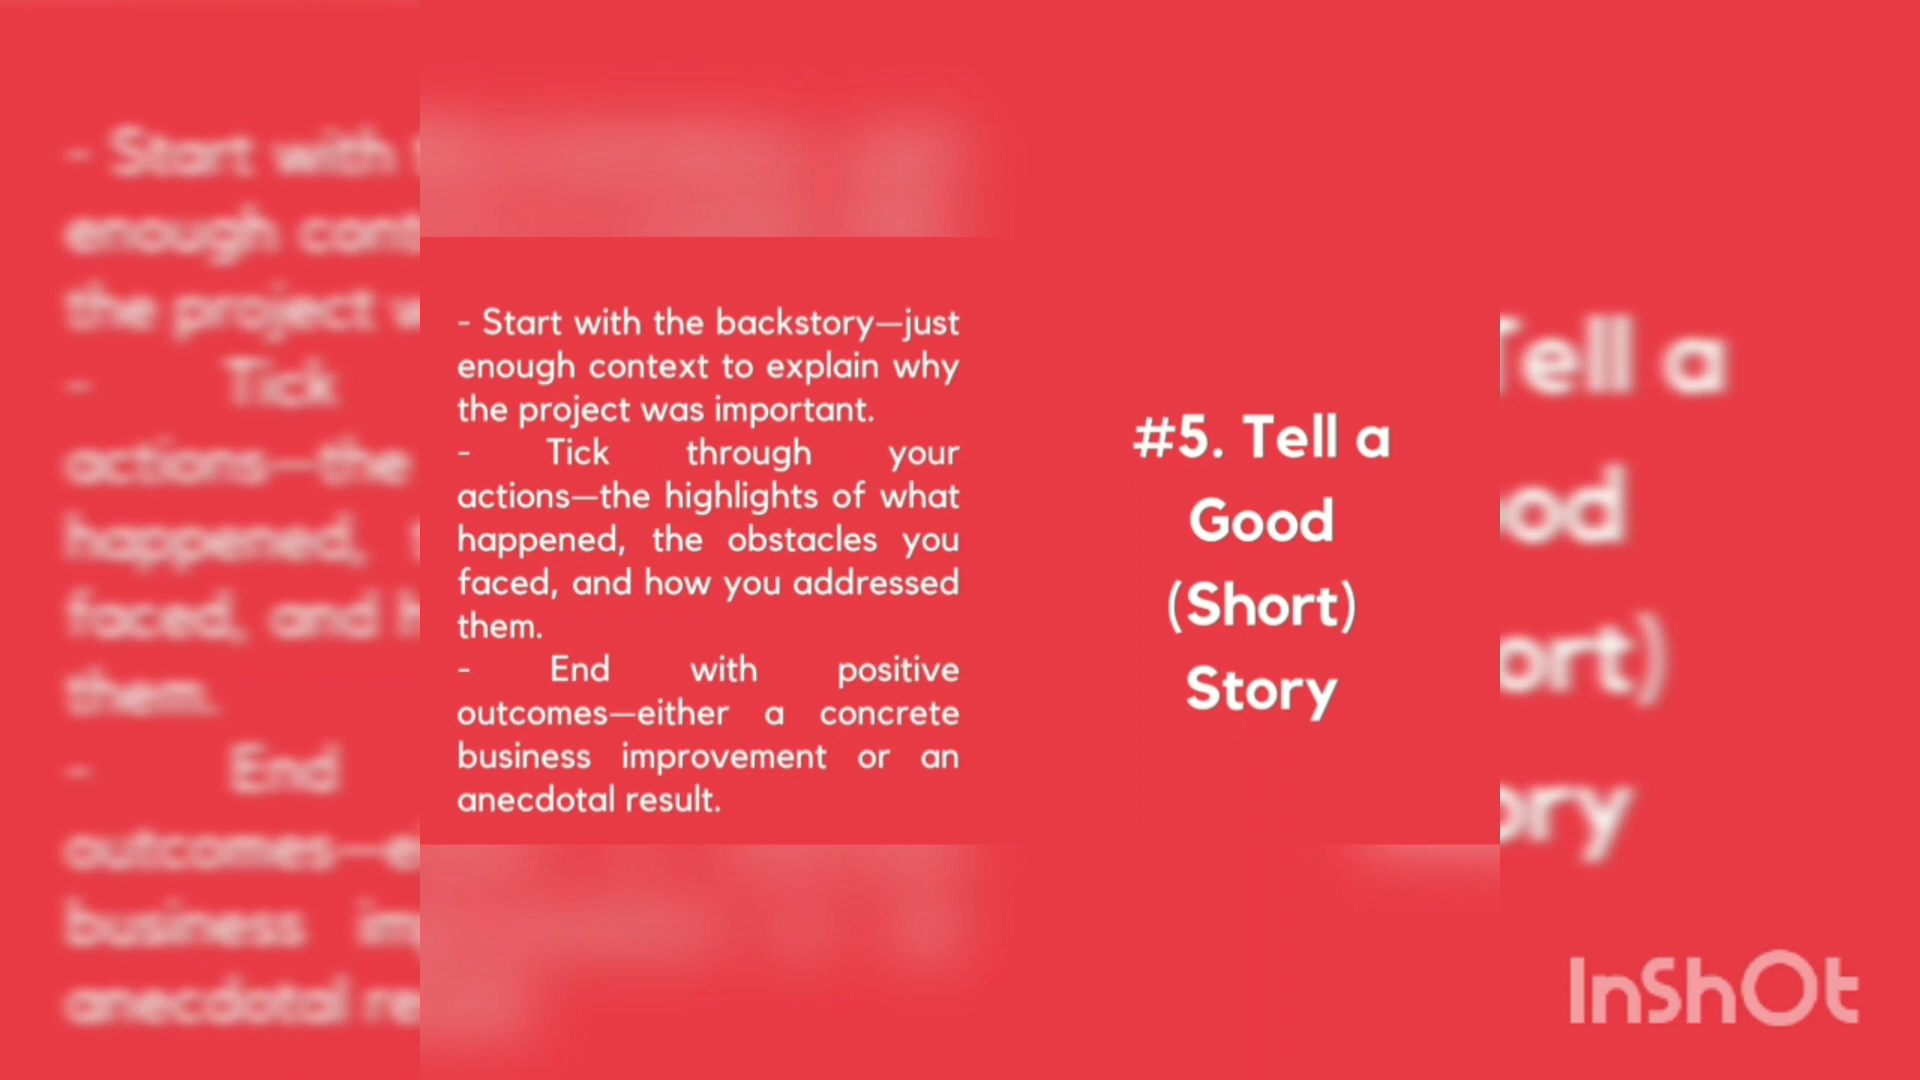 - Start with the backstory—just
enough context to explain why
the project was important.
- Tick through your
actions—the highlights of what
happened, the obstacles you
faced, and how you addressed
them.
- End with positive
outcomes—either a concrete
business improvement or an
anecdotal result.
#5. Tell a
Good
(Short)
Story
InShOt